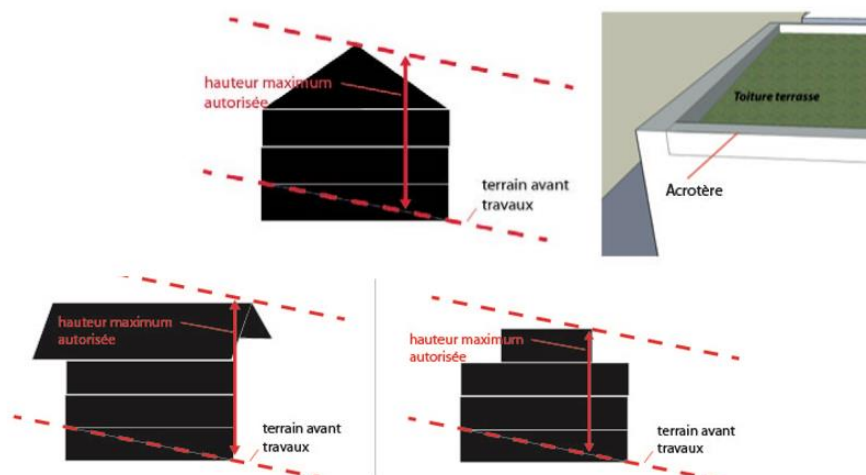 hauteur maximum
autorisée
terrain avant
travaux
Toiture terrasse
Acrotère
hauteur maximum
autorisée
terrain avant
travaux
hauteur maximum
autorisée
terrain avant
travaux